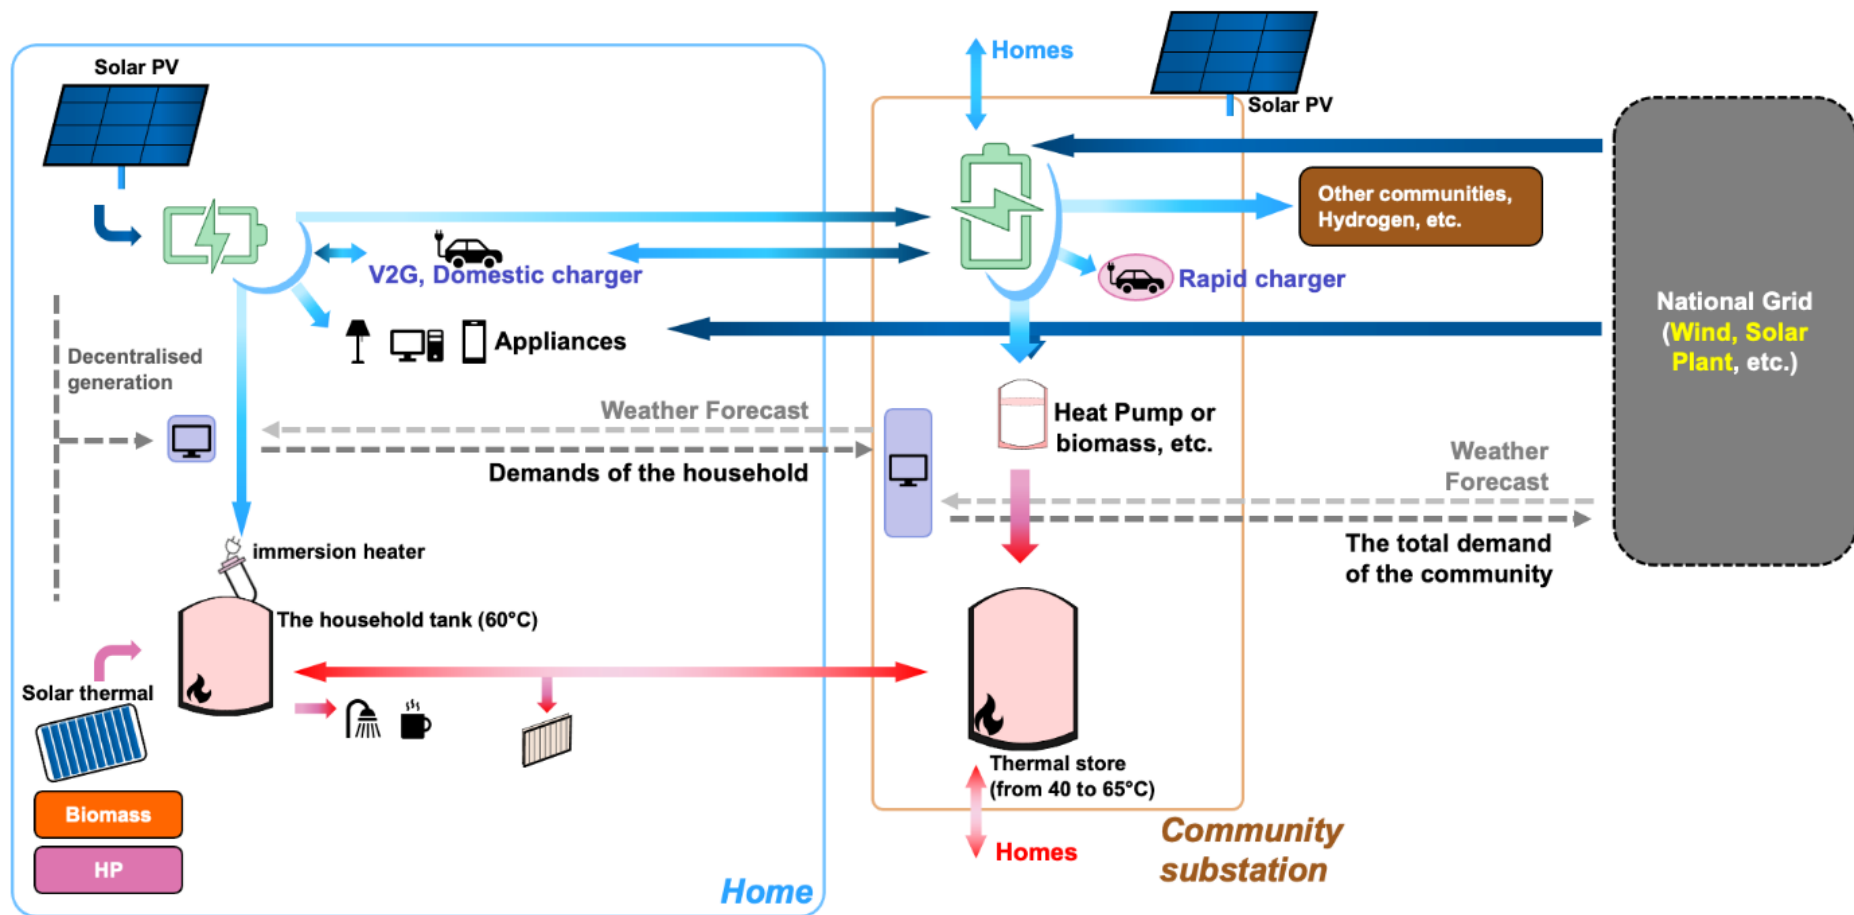 Solar PV
Homes
Solar PV
Other communities,
Hydrogen, etc.
V2G, Domestic charger
Rapid charger
Appliances
National Grid
(Wind, Solar
Plant, etc.)
Decentralised
generation
Weather Forecast
Demands of the household
Heat Pump or
biomass, etc.
Weather
Forecast
The total demand
of the community
immersion heater
The household tank (60°C)
Solar thermal
Biomass
HP
Thermal store
(from 40 to 65°C)
Homes
Home
Community
substation